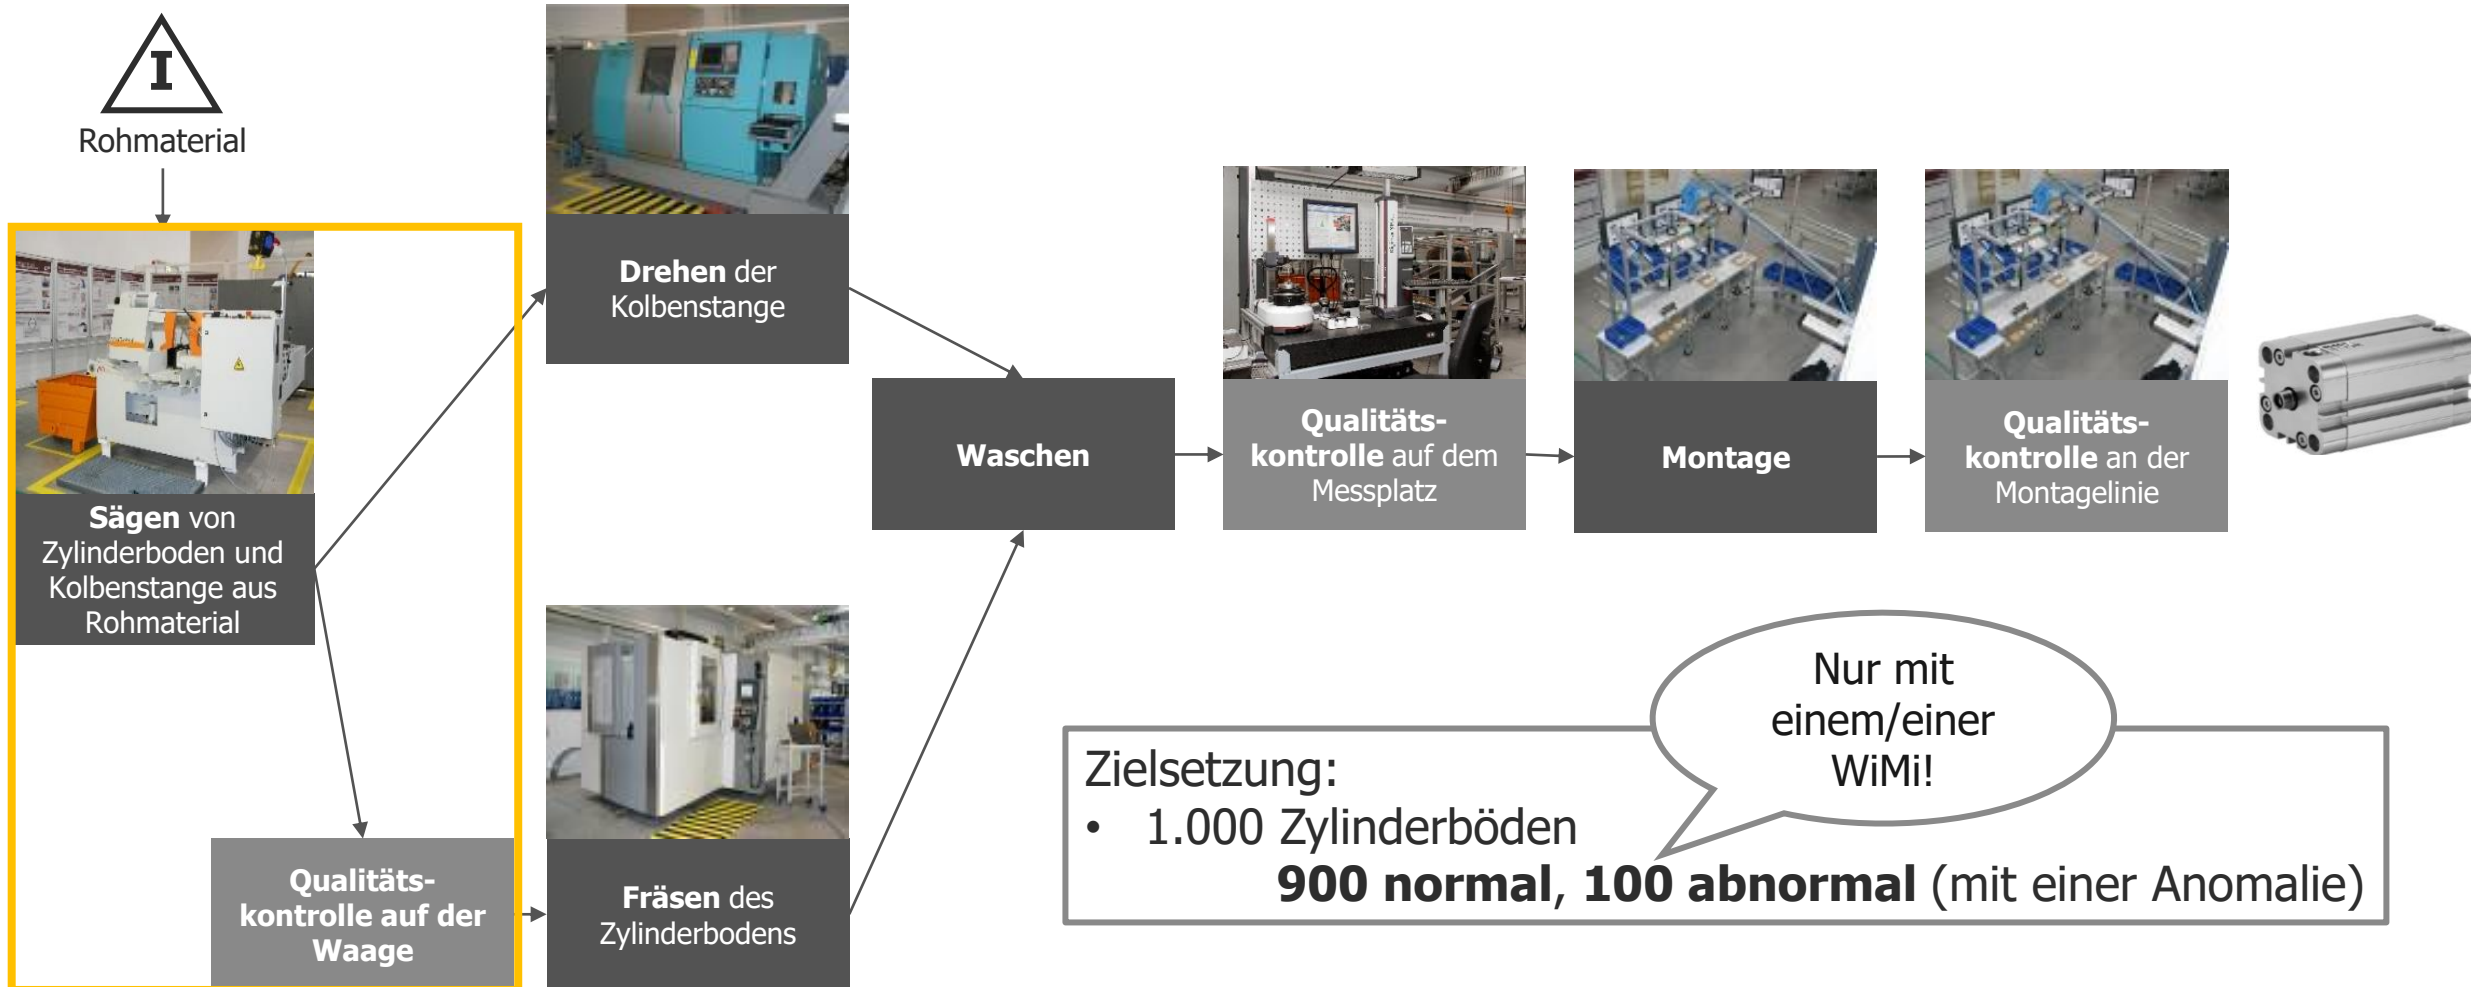 I
Rohmaterial
Sägen von
Zylinderboden und
Kolbenstange aus
Rohmaterial
Qualitäts-
kontrolle auf der
Waage
Drehen der
Kolbenstange
Fräsen des
Zylinderbodens
Waschen
Qualitäts-
kontrolle auf dem
Messplatz
Montage
Qualitäts-
kontrolle an der
Montagelinie
Nur mit
einem/einer
WiMi!
Zielsetzung:
• 1.000 Zylinderböden
900 normal, 100 abnormal (mit einer Anomalie)